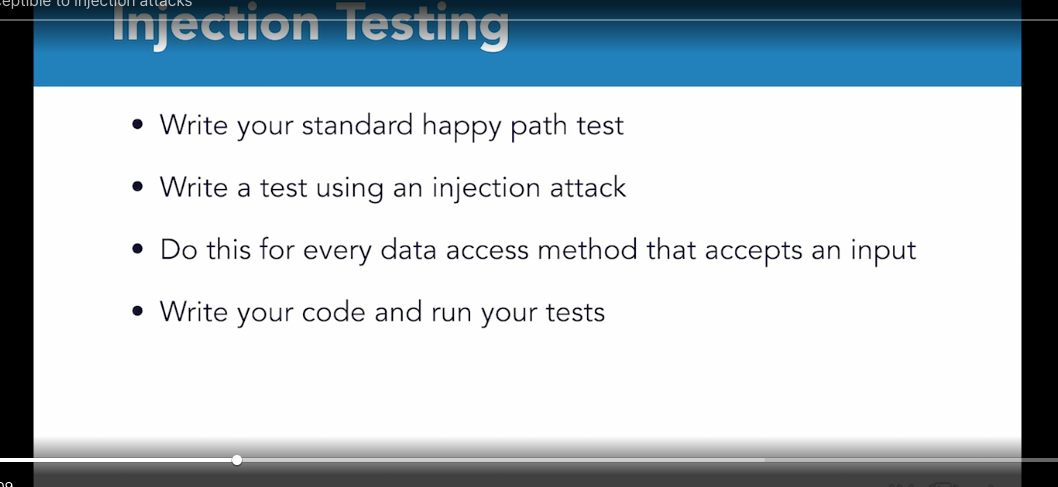 to injection attacks
Injection Testing
• Write your standard happy path test
• Write a test using an injection attack
• Do this for every data access method that accepts an input
• Write your code and run your tests